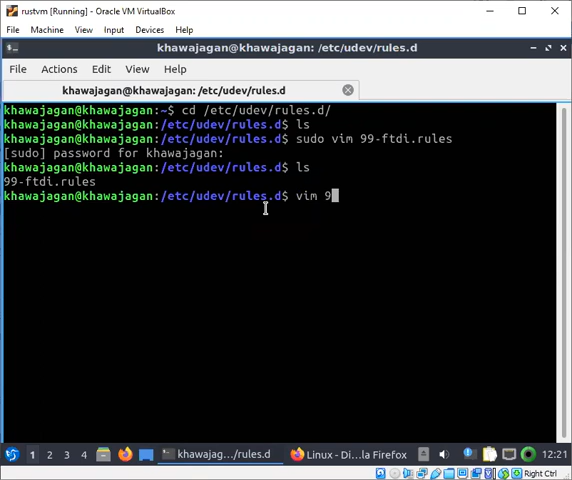 rustvm [Running] - Oracle VM VirtualBox
File Machine View Input Devices Help
khawajagan@khawajagan: /etc/udev/rules.d
File Actions Edit View Help
khawajagan@khawajagan: /etc/udev/rules.d
khawajagan@khawajagan:~$ cd /etc/udev/rules.d/
khawajagan@khawajagan:/etc/udev/rules.d$ ls
khawajagan@khawajagan:/etc/udev/rules.d$ sudo vim 99-ftdi.rules
[sudo] password for khawajagan:
khawajagan@khawajagan:/etc/udev/rules.d$ ls
99-ftdi.rules
khawajagan@khawajagan:/etc/udev/rules.d$ vim 9
1 2 3 4 khawajag.../rules.d Linux - Di...la Firefox 12:21
Right Ctrl